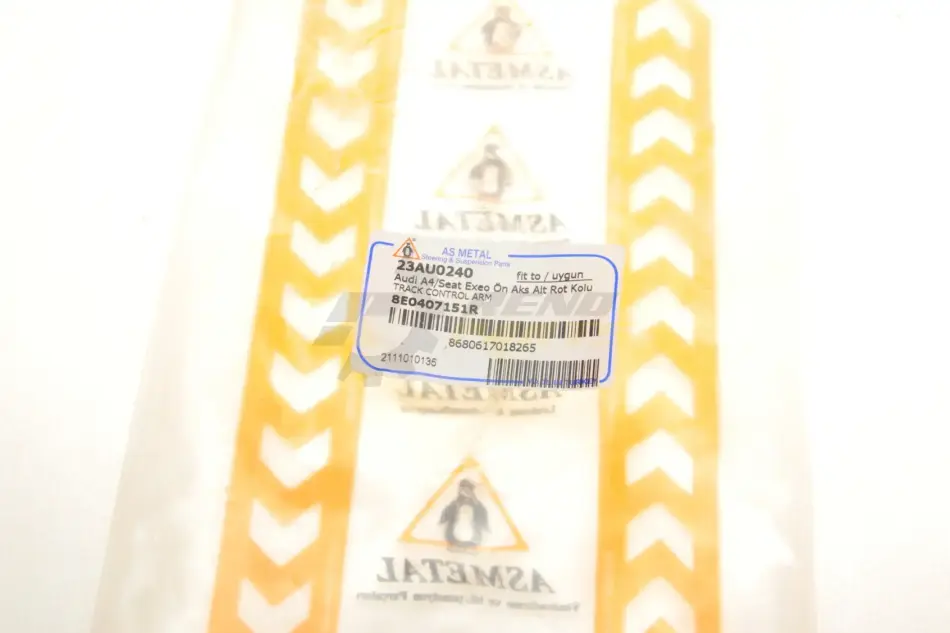 ASMETAL
ASMETAL
AS METAL
Steering & Suspension Parts
23AU0240 fit to / uygun
Audi A4/Seat Exeo Ön Aks Alt Rot Kolu
TRACK CONTROL ARM
8E0407151R
8680617018265
2111010135
ASMETAL
ASMETAL